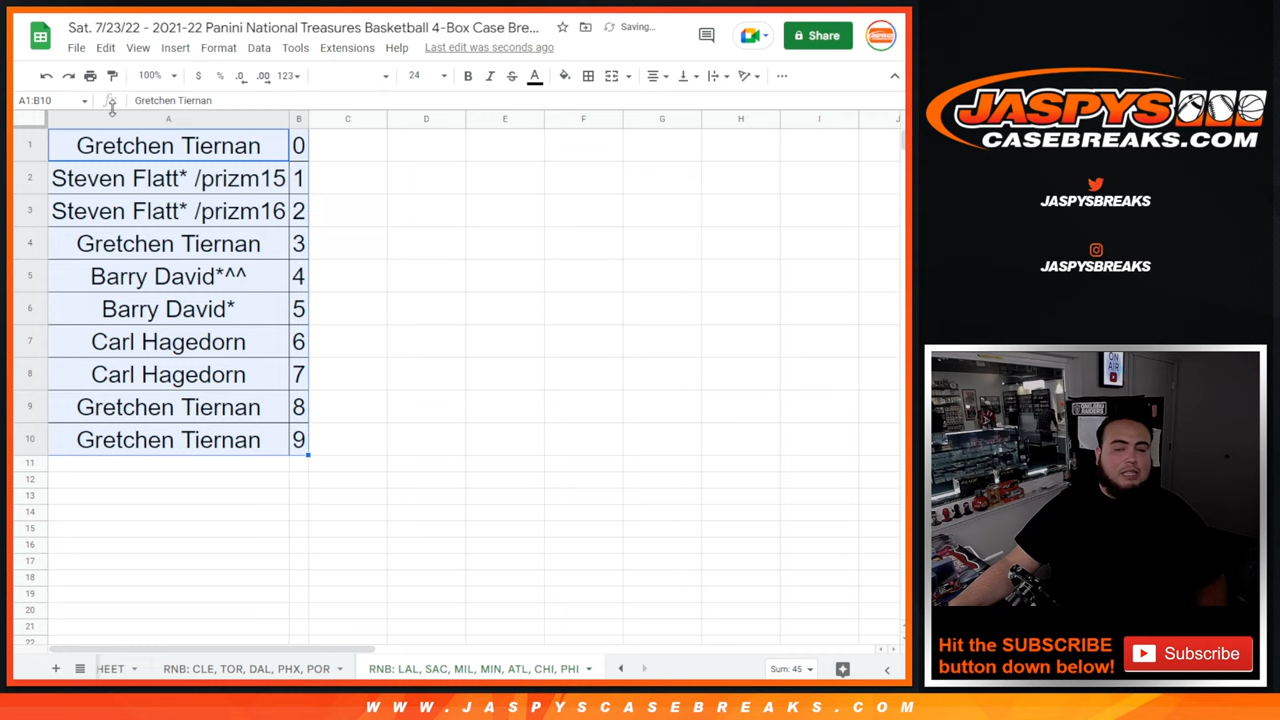 Sat. 7/23/22 - 2021-22 Panini National Treasures Basketball 4-Box Case Bre...
Saving...
Share
File Edit View Insert Format Data Tools Extensions Help Last edit was seconds ago
100% $ % .0 .00 123 24 B I S A
A1:B10 fx Gretchen Tiernan
A B C D E F G H I J
1 Gretchen Tiernan 0
2 Steven Flatt* /prizm15 1
3 Steven Flatt* /prizm16 2
4 Gretchen Tiernan 3
5 Barry David*^^ 4
6 Barry David* 5
7 Carl Hagedorn 6
8 Carl Hagedorn 7
9 Gretchen Tiernan 8
10 Gretchen Tiernan 9
11
12
13
14
15
16
17
18
19
20
21
22
HEET RNB: CLE, TOR, DAL, PHX, POR RNB: LAL, SAC, MIL, MIN, ATL, CHI, PHI Sum: 45
JASPYS
CASEBREAKS.COM
JASPYSBREAKS
JASPYSBREAKS
ON
AIR
Hit the SUBSCRIBE
button down below!
Subscribe
WWW.JASPYSCASEBREAKS.COM